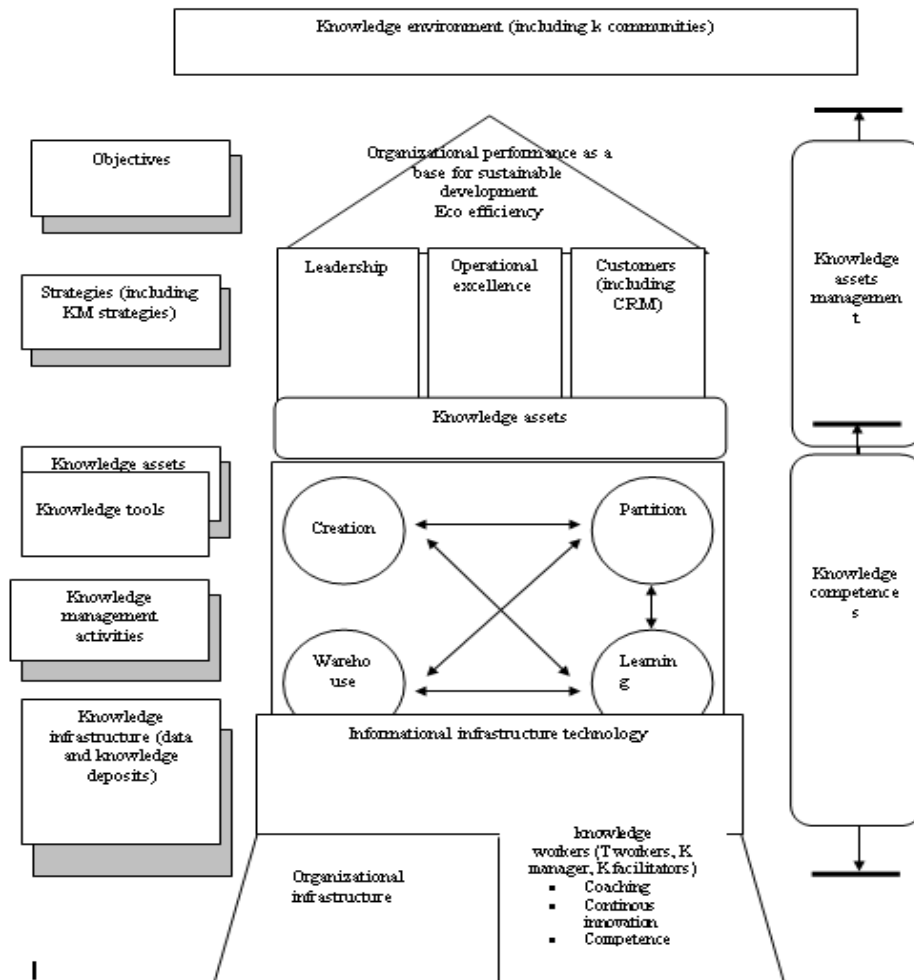 Knowledge environment (including k communities)
Objectives
Organizational performance as a
base for sustainable
development
Eco efficiency
Leadership
Operational
excellence
Customers
(including
CRM)
Strategies (including
KM strategies)
Knowledge
assets
managemen
t
Knowledge assets
Knowledge assets
Knowledge tools
Creation
Partition
Knowledge
management
activities
Wareho
use
Learnin
g
Knowledge
competence
s
Knowledge
infrastructure (data
and knowledge
deposits)
Informational infrastructure technology
Organizational
infrastructure
knowledge
workers (T workers, K
manager, K facilitators)
Coaching
Continous
innovation
Competence